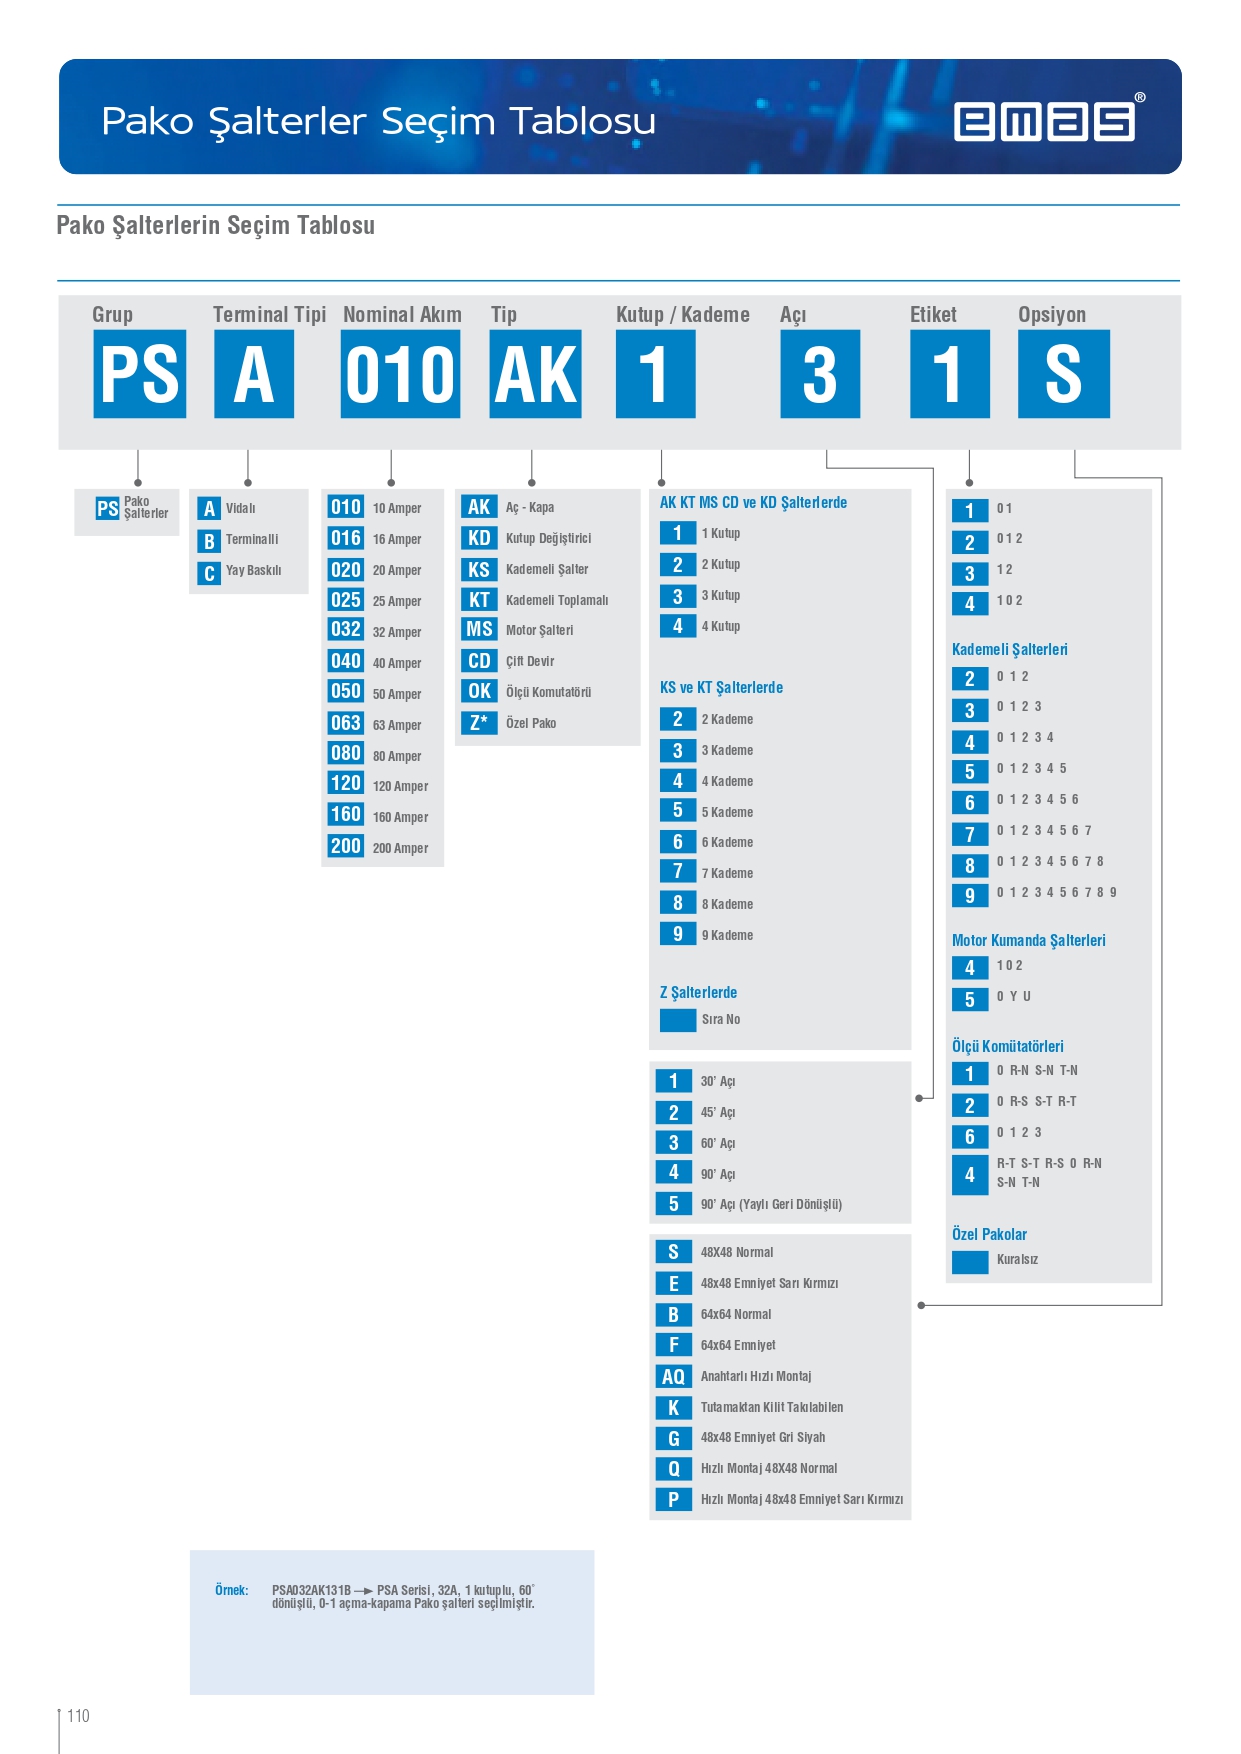 Pako Şalterler Seçim Tablosu
emas®
Pako Şalterlerin Seçim Tablosu
Grup Terminal Tipi Nominal Akım Tip Kutup / Kademe Açı Etiket Opsiyon
PS A 010 AK 1 3 1 S
PS Pako
Şalterler
A Vidalı
B Terminalli
C Yay Baskılı
010 10 Amper
016 16 Amper
020 20 Amper
025 25 Amper
032 32 Amper
040 40 Amper
050 50 Amper
063 63 Amper
080 80 Amper
120 120 Amper
160 160 Amper
200 200 Amper
AK Aç - Kapa
KD Kutup Değiştirici
KS Kademeli Şalter
KT Kademeli Toplamalı
MS Motor Şalteri
CD Çift Devir
OK Ölçü Komutatörü
Z* Özel Pako
AK KT MS CD ve KD Şalterlerde
1 1 Kutup
2 2 Kutup
3 3 Kutup
4 4 Kutup
KS ve KT Şalterlerde
2 2 Kademe
3 3 Kademe
4 4 Kademe
5 5 Kademe
6 6 Kademe
7 7 Kademe
8 8 Kademe
9 9 Kademe
Z Şalterlerde
Sıra No
1 30’ Açı
2 45’ Açı
3 60’ Açı
4 90’ Açı
5 90’ Açı (Yaylı Geri Dönüşlü)
S 48X48 Normal
E 48x48 Emniyet Sarı Kırmızı
B 64x64 Normal
F 64x64 Emniyet
AQ Anahtarlı Hızlı Montaj
K Tutamaktan Kilit Takılabilen
G 48x48 Emniyet Gri Siyah
Q Hızlı Montaj 48X48 Normal
P Hızlı Montaj 48x48 Emniyet Sarı Kırmızı
1 0 1
2 0 1 2
3 1 2
4 1 0 2
Kademeli Şalterleri
2 0 1 2
3 0 1 2 3
4 0 1 2 3 4
5 0 1 2 3 4 5
6 0 1 2 3 4 5 6
7 0 1 2 3 4 5 6 7
8 0 1 2 3 4 5 6 7 8
9 0 1 2 3 4 5 6 7 8 9
Motor Kumanda Şalterleri
4 1 0 2
5 0 Y U
Ölçü Komütatörleri
1 0 R-N S-N T-N
2 0 R-S S-T R-T
6 0 1 2 3
4 R-T S-T R-S 0 R-N
S-N T-N
Özel Pakolar
Kuralsız
Örnek: PSA032AK131B → PSA Serisi, 32A, 1 kutuplu, 60°
dönüşlü, 0-1 açma-kapama Pako şalteri seçilmiştir.
110